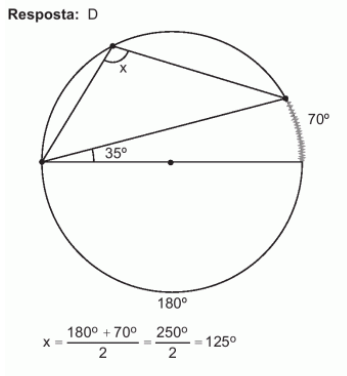 Resposta: D
x
70º
35º
180º
x = (180º + 70º)/2 = 250º/2 = 125º